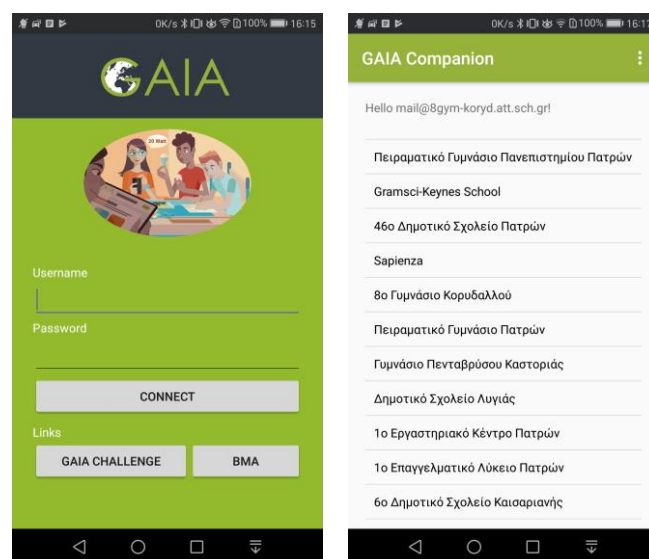 0K/s 100% 16:15
GAIA
20 Watt
Username
Password
CONNECT
Links
GAIA CHALLENGE BMA
0K/s 100% 16:17
GAIA Companion
Hello mail@8gym-koryd.att.sch.gr!
Πειραματικό Γυμνάσιο Πανεπιστημίου Πατρών
Gramsci-Keynes School
46ο Δημοτικό Σχολείο Πατρών
Sapienza
8ο Γυμνάσιο Κορυδαλλού
Πειραματικό Γυμνάσιο Πατρών
Γυμνάσιο Πενταβρύσου Καστοριάς
Δημοτικό Σχολείο Λυγιάς
1ο Εργαστηριακό Κέντρο Πατρών
1ο Επαγγελματικό Λύκειο Πατρών
6ο Δημοτικό Σχολείο Καισαριανής